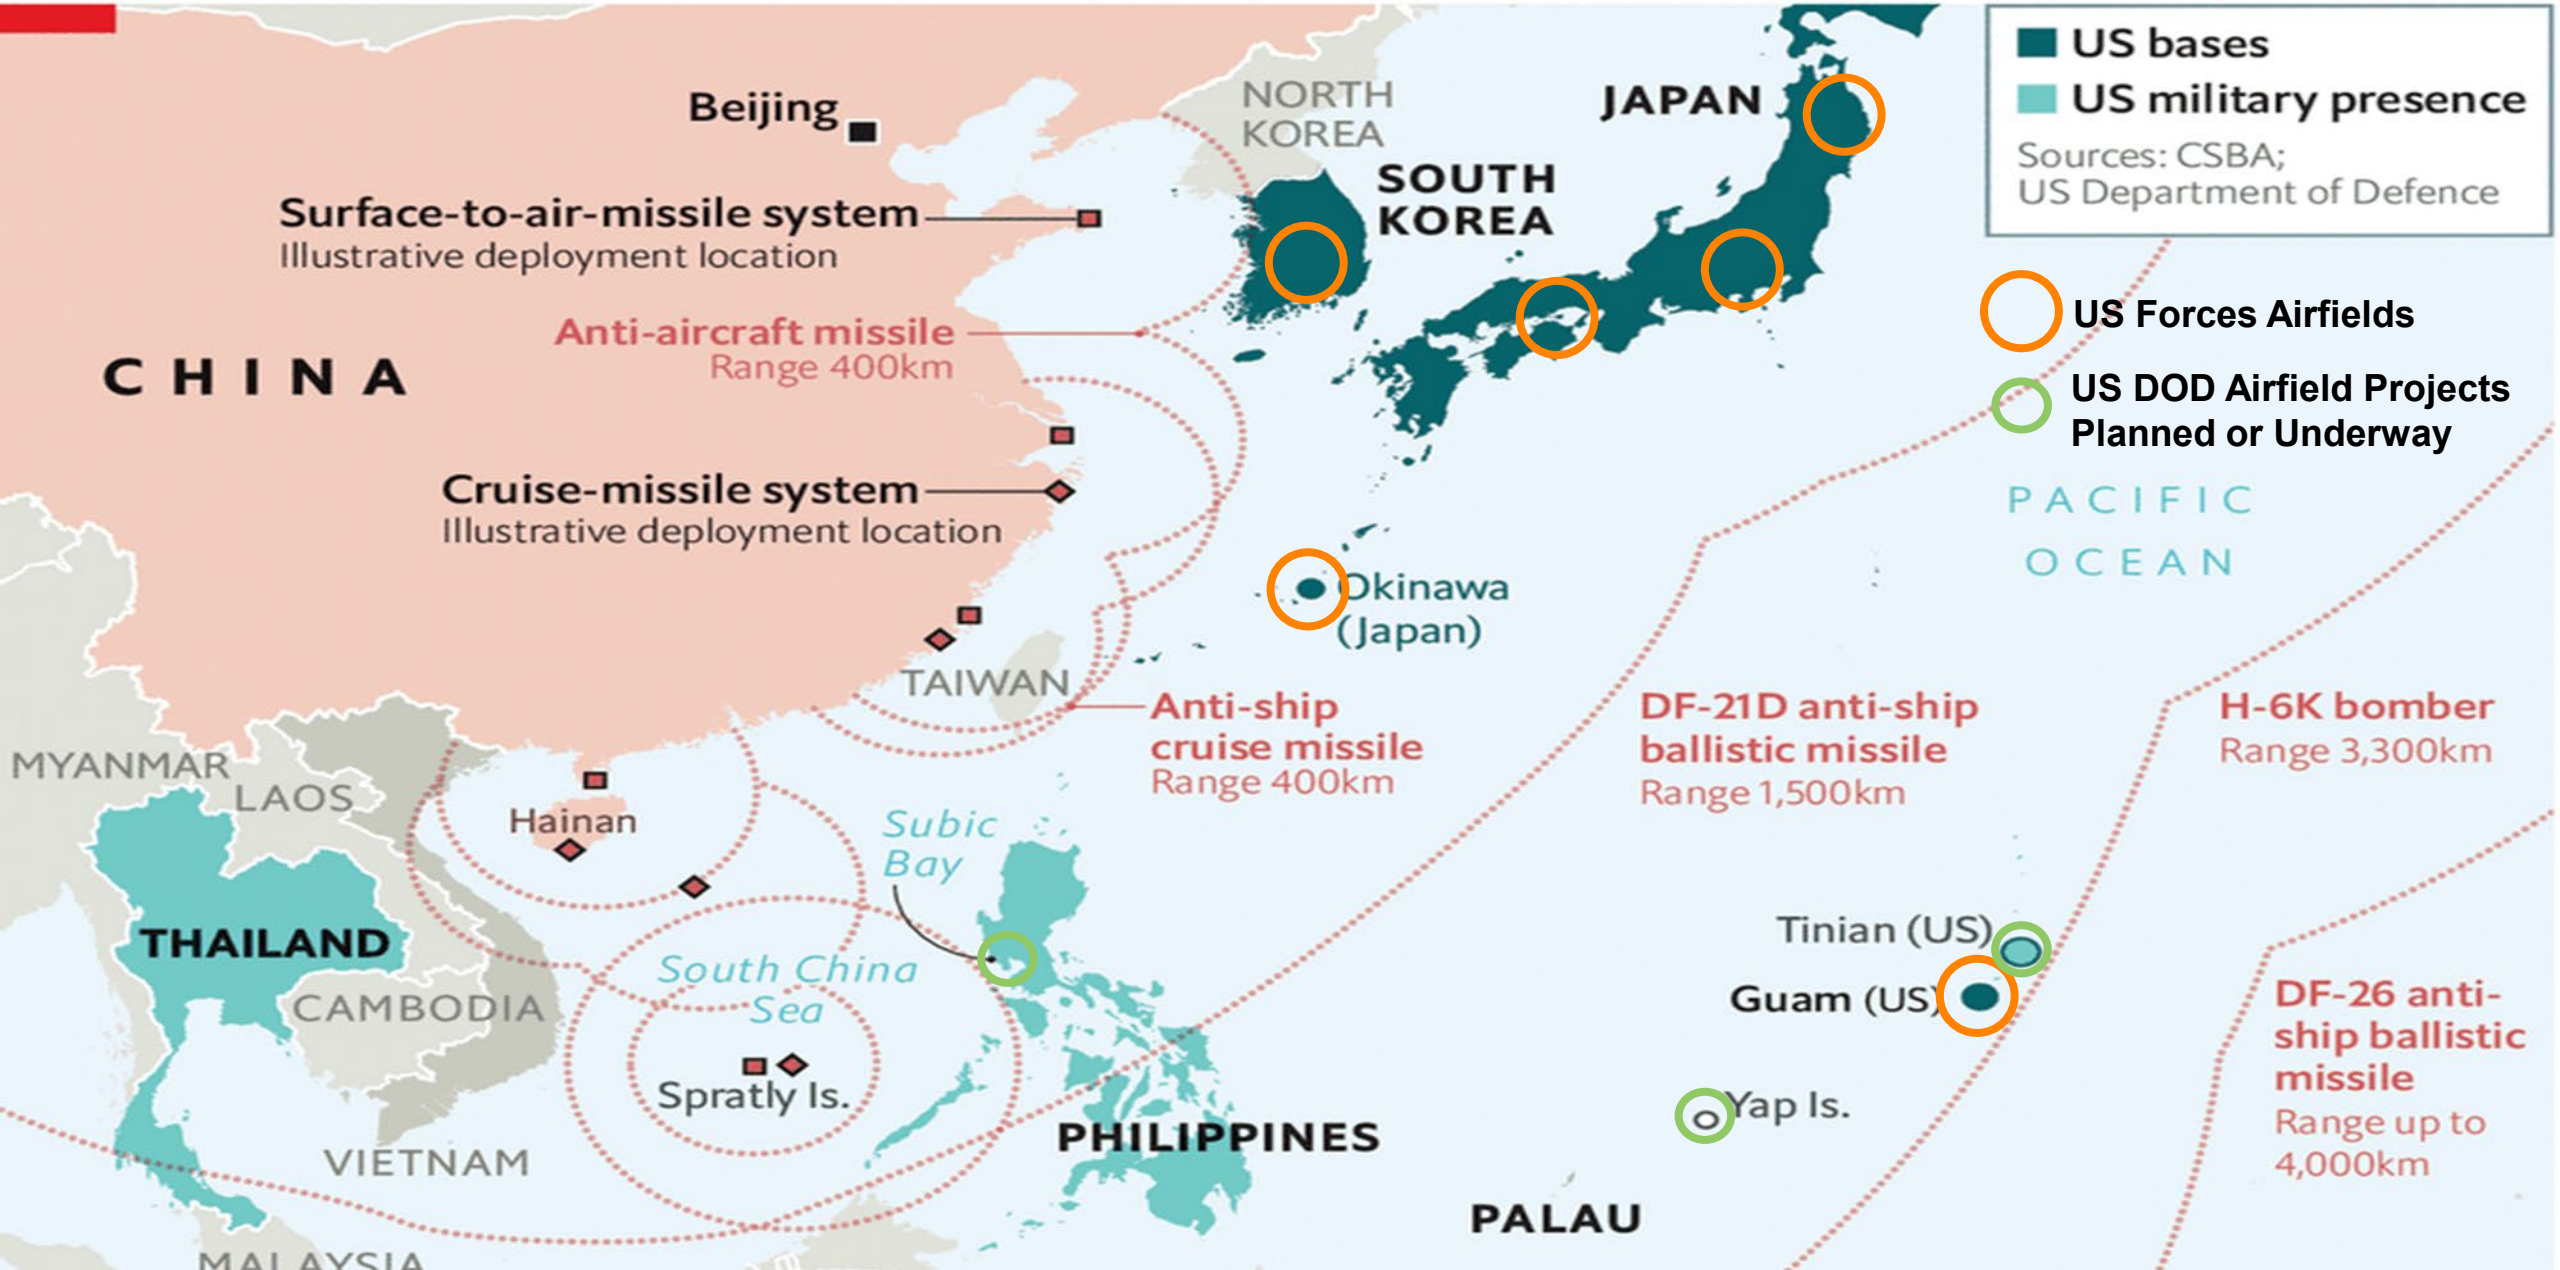 Beijing
NORTH
KOREA
JAPAN
US bases
US military presence
Sources: CSBA;
US Department of Defence
SOUTH
KOREA
Surface-to-air-missile system
Illustrative deployment location
Anti-aircraft missile
Range 400km
CHINA
US Forces Airfields
US DOD Airfield Projects
Planned or Underway
Cruise-missile system
Illustrative deployment location
PACIFIC
OCEAN
Okinawa
(Japan)
TAIWAN
Anti-ship
cruise missile
Range 400km
DF-21D anti-ship
ballistic missile
Range 1,500km
H-6K bomber
Range 3,300km
MYANMAR
LAOS
Hainan
Subic
Bay
THAILAND
South China
Sea
Tinian (US)
Guam (US)
CAMBODIA
DF-26 anti-
ship ballistic
missile
Range up to
4,000km
Spratly Is.
Yap Is.
PHILIPPINES
VIETNAM
PALAU
MALAYSIA